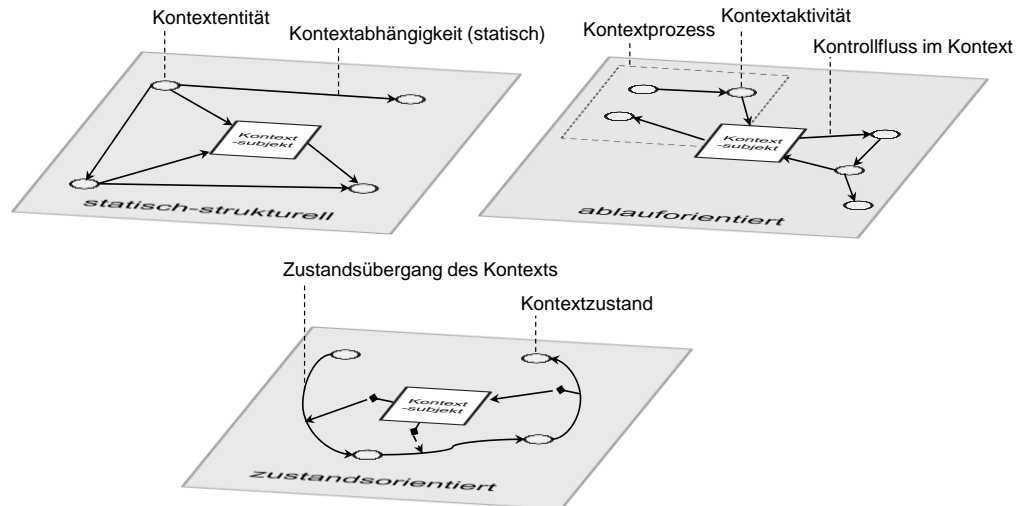 Kontextentität
Kontextabhängigkeit (statisch)
Kontext
-subjekt
statisch-strukturell
Kontextaktivität
Kontextprozess
Kontrollfluss im Kontext
Kontext
-subjekt
ablauforientiert
Zustandsübergang des Kontexts
Kontextzustand
Kontext
-subjekt
zustandsorientiert